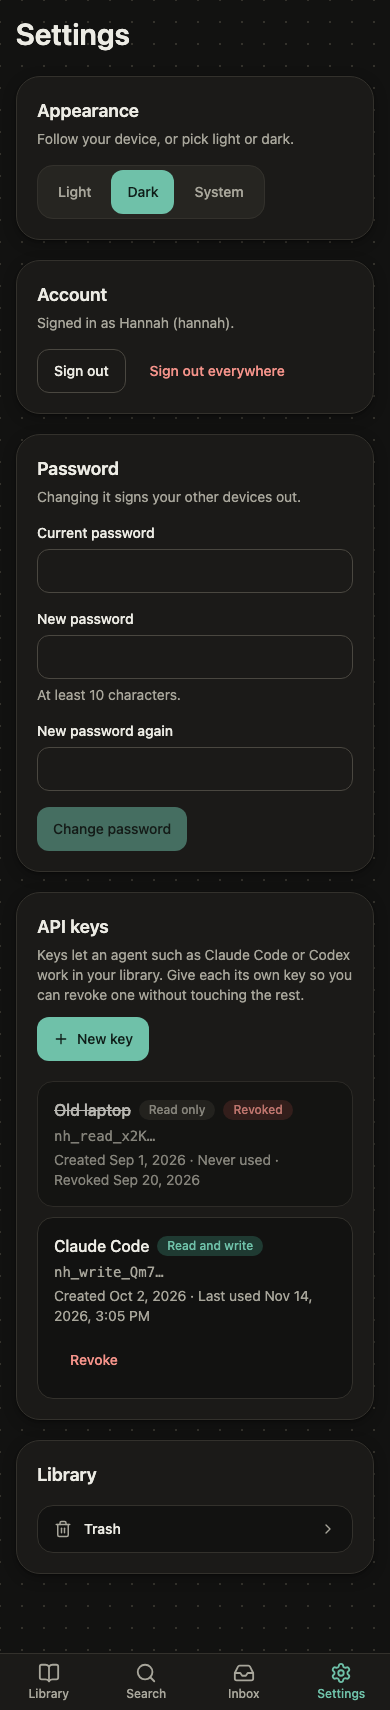 Settings
Appearance
Follow your device, or pick light or dark.
Light
Dark
System
Account
Signed in as Hannah (hannah).
Sign out
Sign out everywhere
Password
Changing it signs your other devices out.
Current password
New password
At least 10 characters.
New password again
Change password
API keys
Keys let an agent such as Claude Code or Codex
work in your library. Give each its own key so you
can revoke one without touching the rest.
New key
Old laptop
Read only
Revoked
nh_read_x2K…
Created Sep 1, 2026 · Never used ·
Revoked Sep 20, 2026
Claude Code
Read and write
nh_write_Qm7…
Created Oct 2, 2026 · Last used Nov 14,
2026, 3:05 PM
Revoke
Library
Trash
Library
Search
Inbox
Settings